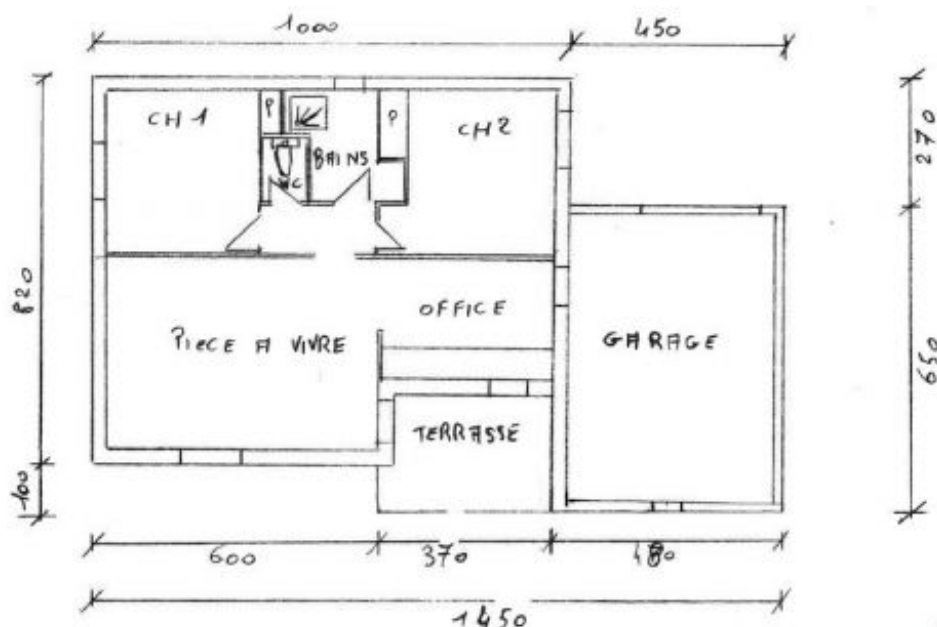 1000
450
CH 1
P
BAINS
WC
P
CH2
270
820
PIECE A VIVRE
OFFICE
GARAGE
650
TERRASSE
100
600
370
480
1450